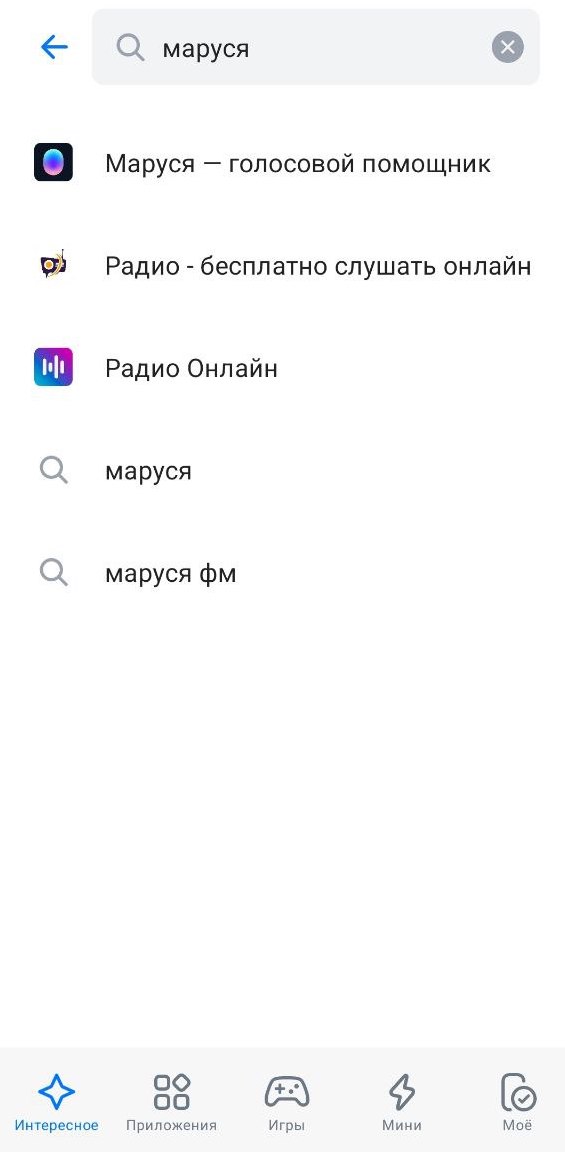 маруся
Маруся — голосовой помощник
Радио - бесплатно слушать онлайн
Радио Онлайн
маруся
маруся фм
Интересное
Приложения
Игры
Мини
Моё